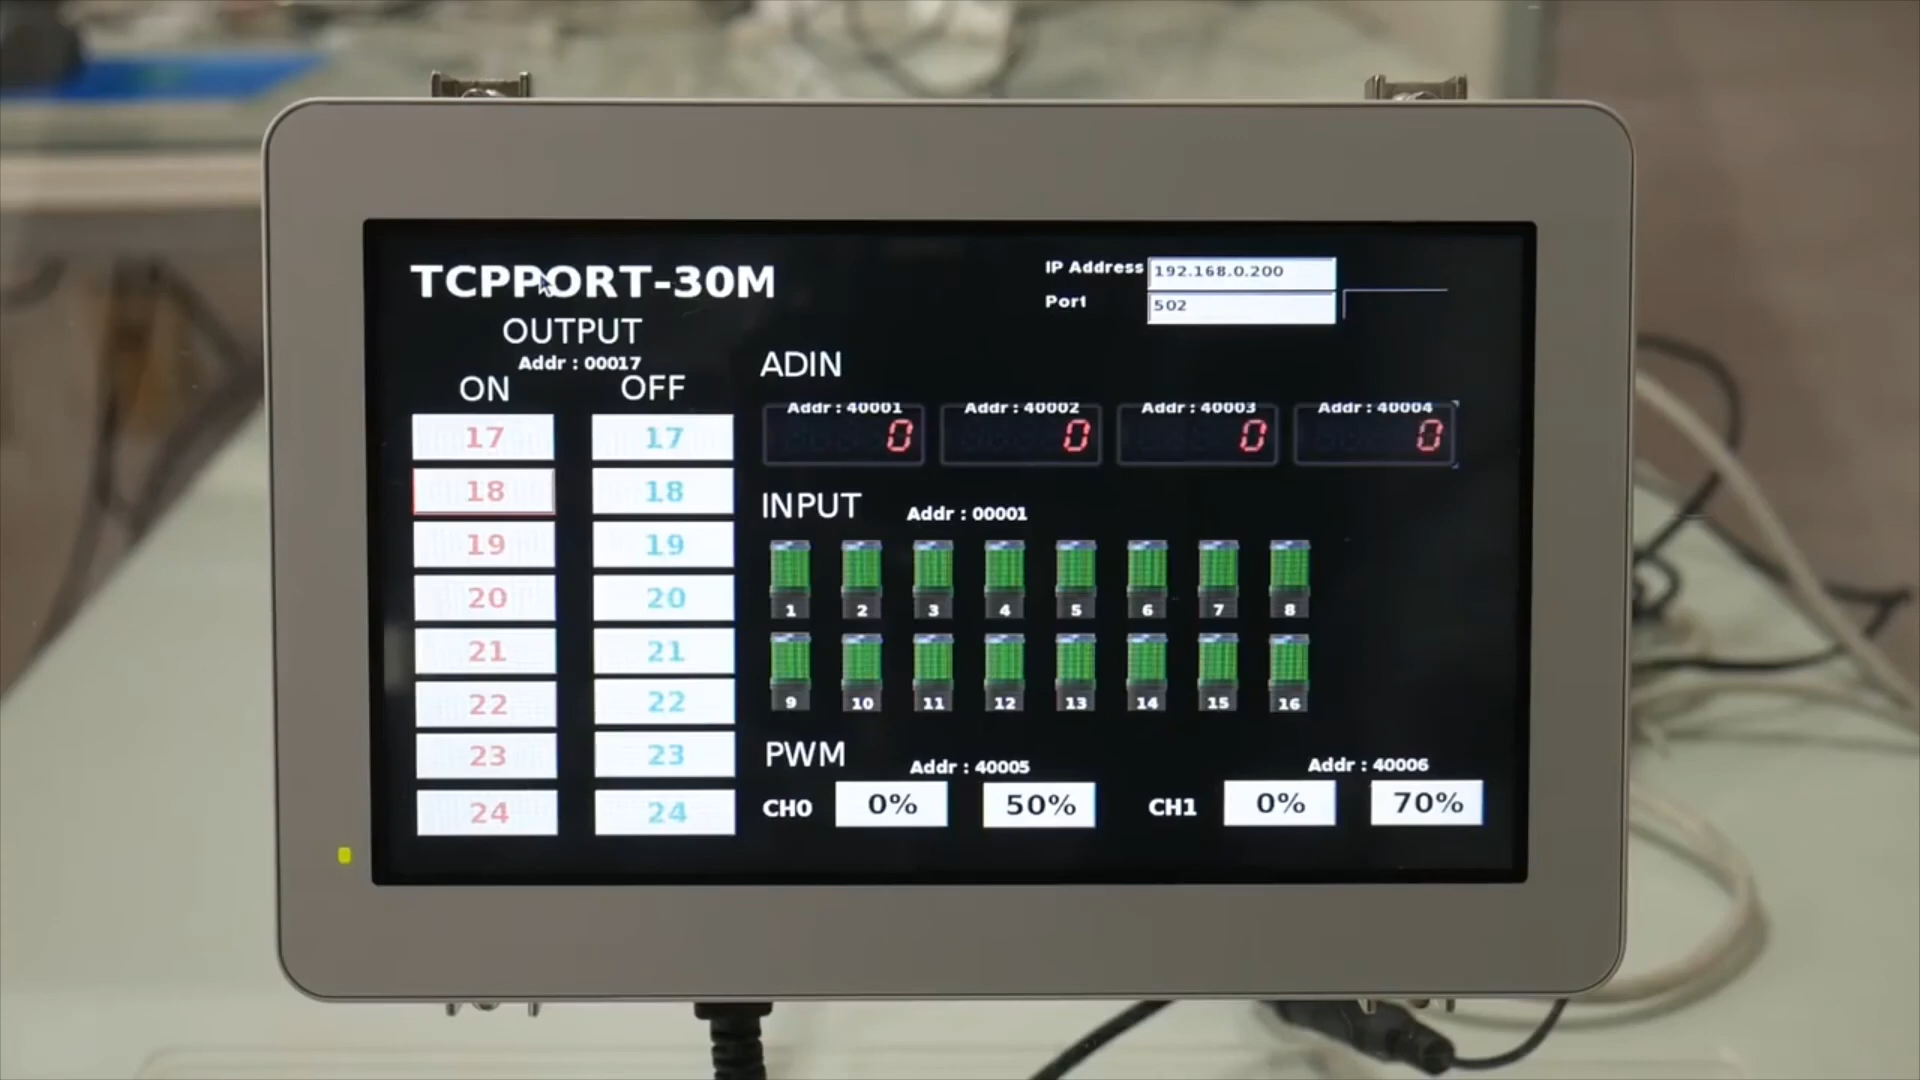 TCPPORT-30M
IP Address 192.168.0.200
Port 502
OUTPUT
Addr : 00017
ON OFF
17 17
18 18
19 19
20 20
21 21
22 22
23 23
24 24
ADIN
Addr : 40001 Addr : 40002 Addr : 40003 Addr : 40004
0 0 0 0
INPUT Addr : 00001
1 2 3 4 5 6 7 8
9 10 11 12 13 14 15 16
PWM Addr : 40005 Addr : 40006
CH0 0% 50% CH1 0% 70%